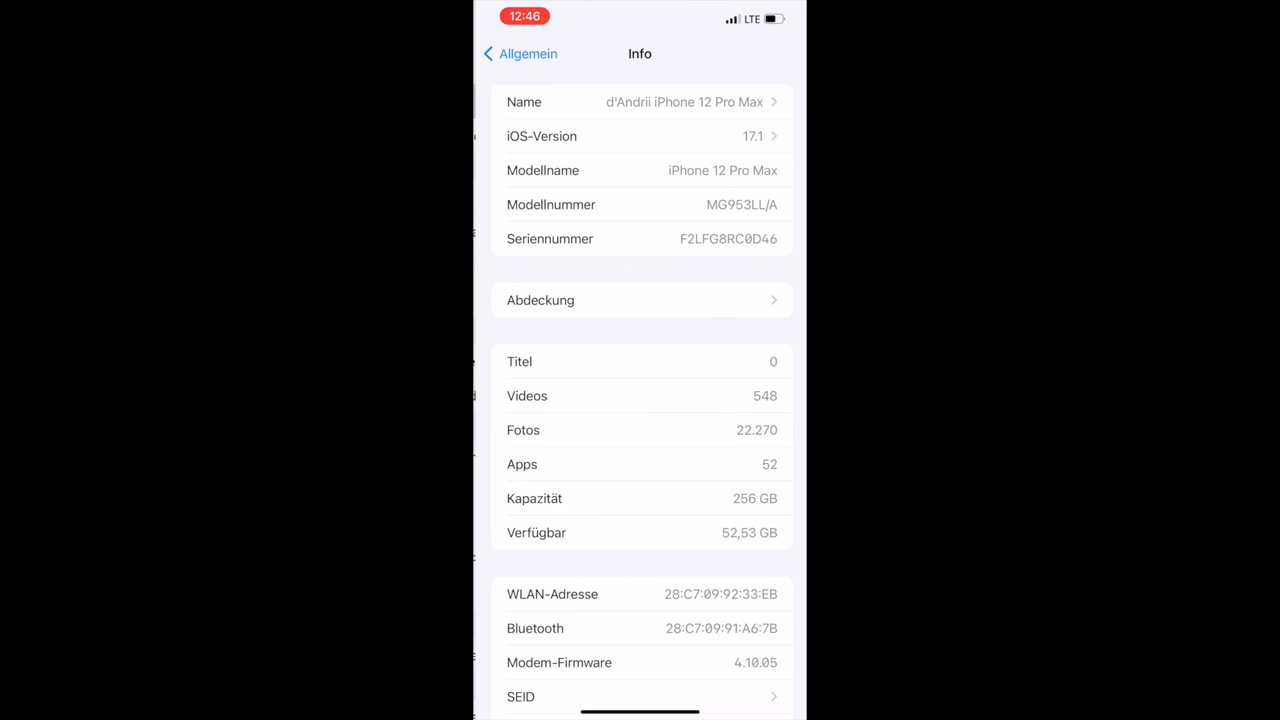 12:46 LTE
Allgemein Info
Name d'Andrii iPhone 12 Pro Max
iOS-Version 17.1
Modellname iPhone 12 Pro Max
Modellnummer MG953LL/A
Seriennummer F2LFG8RC0D46
Abdeckung
Titel 0
Videos 548
Fotos 22.270
Apps 52
Kapazität 256 GB
Verfügbar 52,53 GB
WLAN-Adresse 28:C7:09:92:33:EB
Bluetooth 28:C7:09:91:A6:7B
Modem-Firmware 4.10.05
SEID